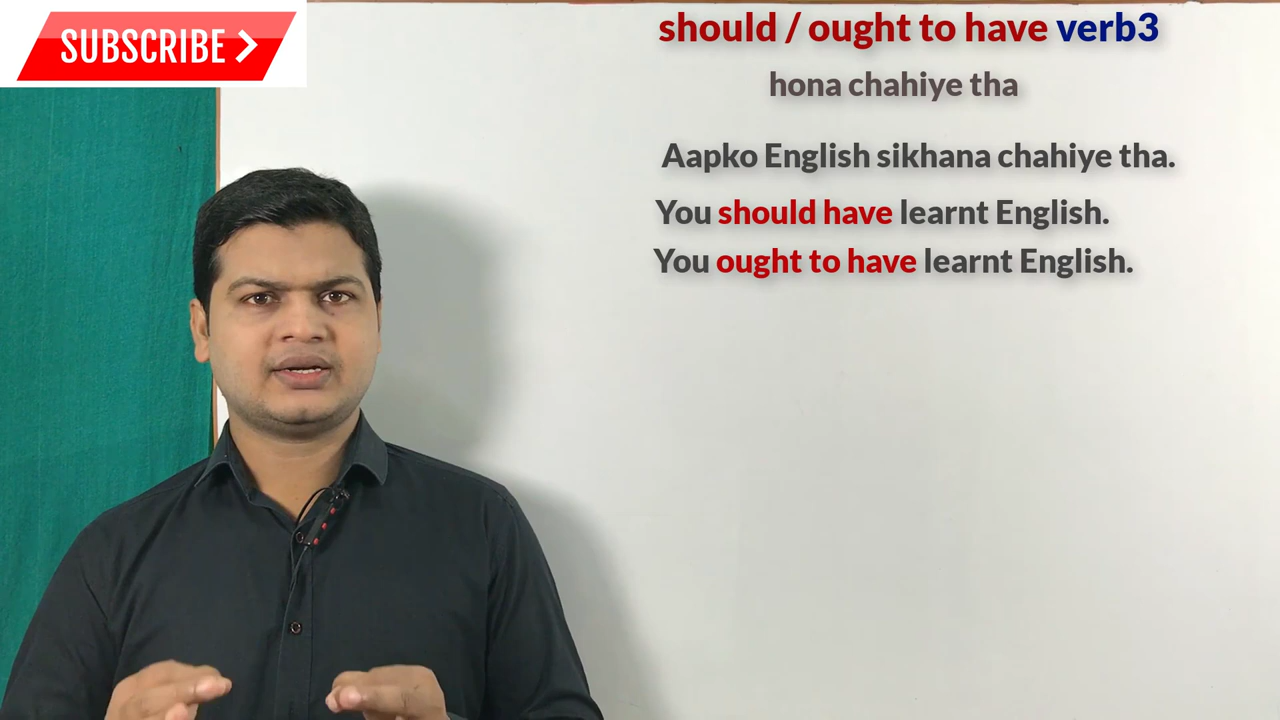 SUBSCRIBE
should / ought to have verb3
hona chahiye tha
Aapko English sikhana chahiye tha.
You should have learnt English.
You ought to have learnt English.